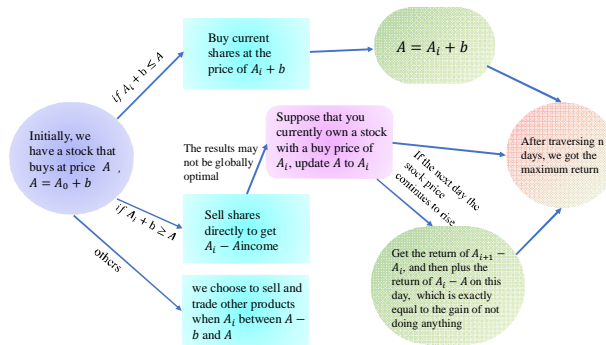 Initially, we
have a stock that
buys at price A ,
A = A₀ + b
if Aᵢ + b ≤ A
Buy current
shares at the
price of Aᵢ + b
A = Aᵢ + b
if Aᵢ + b ≥ A
Sell shares
directly to get
Aᵢ − Aincome
The results may
not be globally
optimal
Suppose that you
currently own a stock
with a buy price of
Aᵢ, update A to Aᵢ
If the next day the
stock price
continues to rise
Get the return of Aᵢ₊₁ −
Aᵢ, and then plus the
return of Aᵢ − A on this
day, which is exactly
equal to the gain of not
doing anything
After traversing n
days, we got the
maximum return
others
we choose to sell and
trade other products
when Aᵢ between A −
b and A